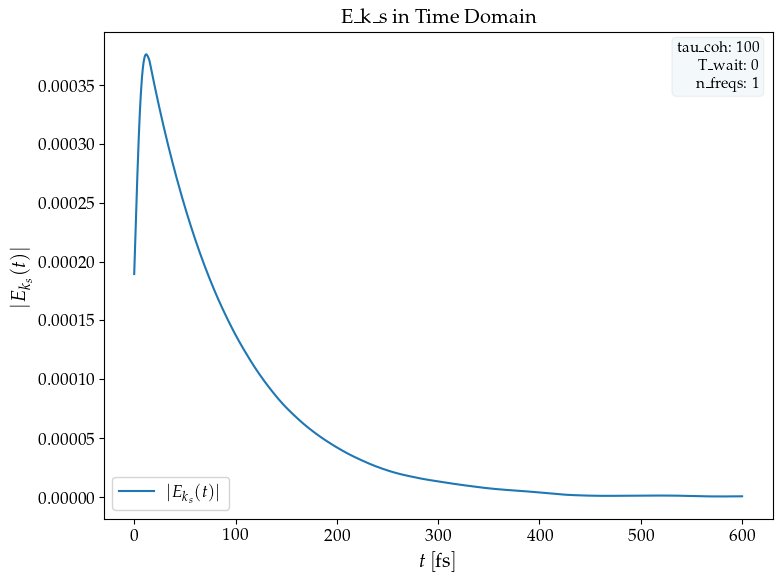 E_k_s in Time Domain
tau_coh: 100
T_wait: 0
n_freqs: 1
|E_{k_s}(t)|
0.00035
0.00030
0.00025
0.00020
0.00015
0.00010
0.00005
0.00000
|E_{k_s}(t)|
0 100 200 300 400 500 600
t [fs]